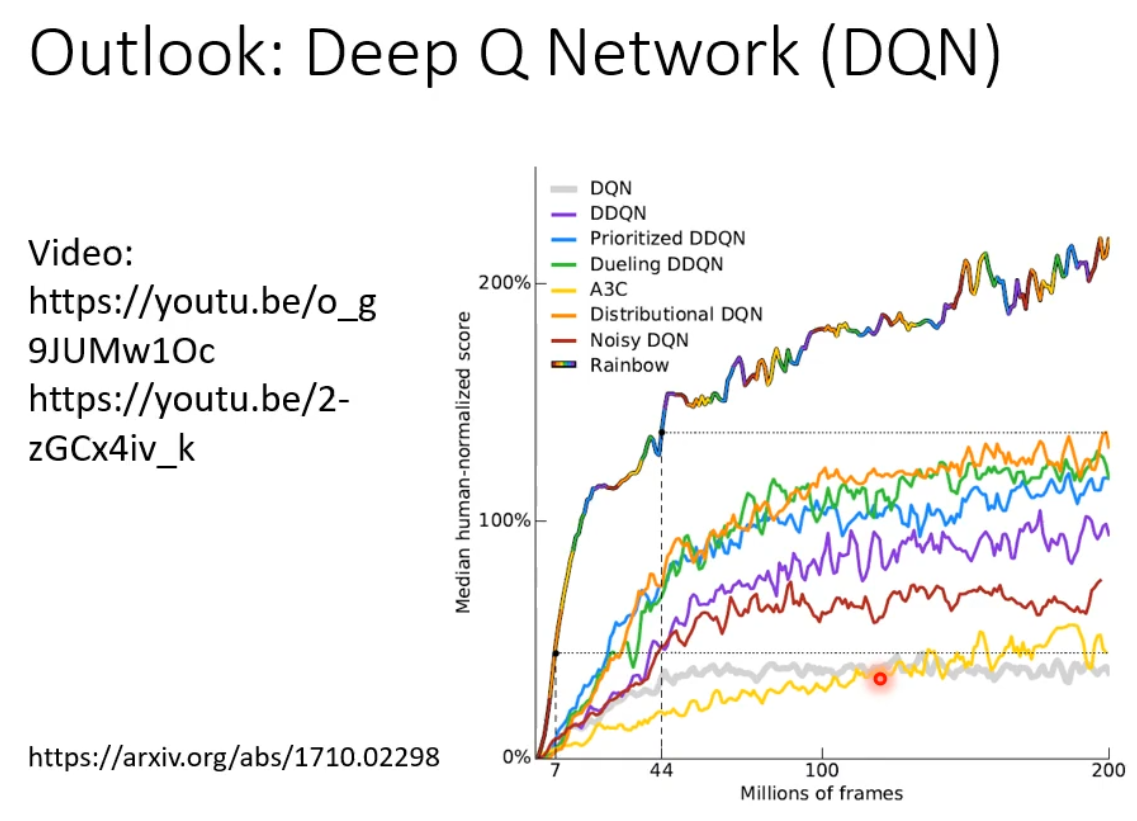 Outlook: Deep Q Network (DQN)
Video:
https://youtu.be/o_g
9JUMw1Oc
https://youtu.be/2-
zGCx4iv_k
https://arxiv.org/abs/1710.02298
DQN
DDQN
Prioritized DDQN
Dueling DDQN
A3C
Distributional DQN
Noisy DQN
Rainbow
Median human-normalized score
200%
100%
0%
7
44
100
200
Millions of frames